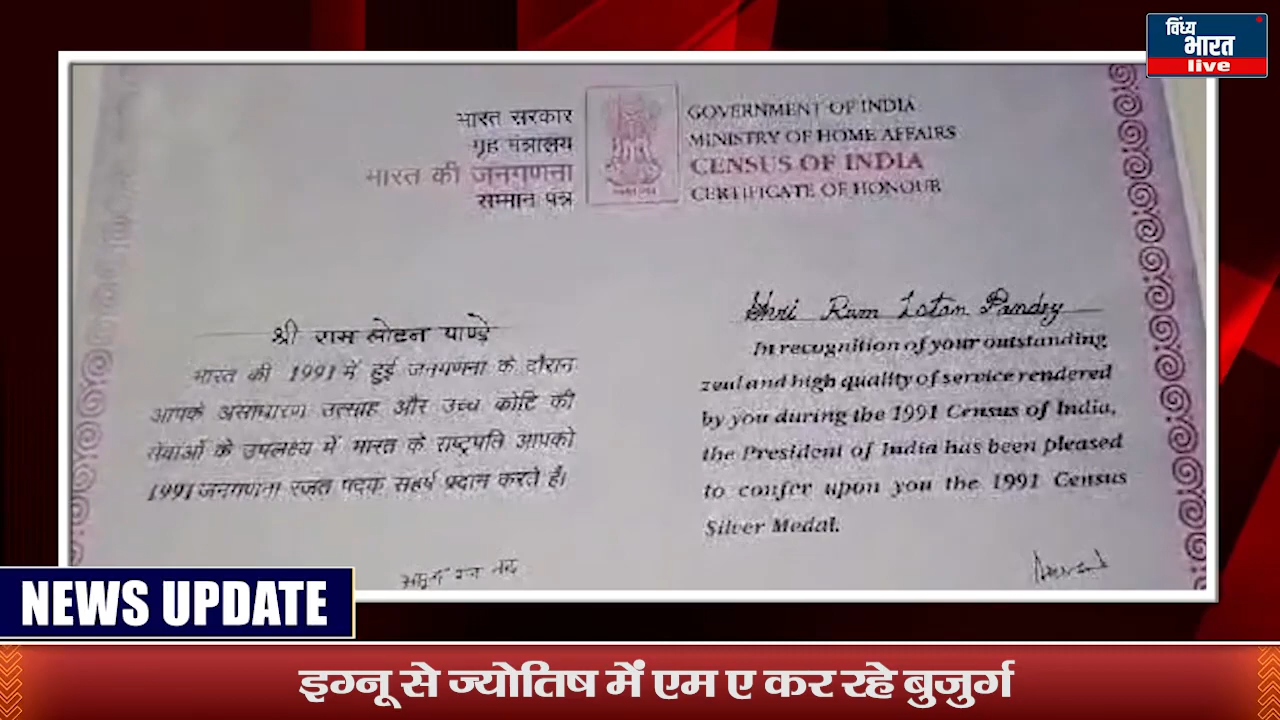 विंध्य
भारत
live
भारत सरकार
गृह मंत्रालय
भारत की जनगणना
सम्मान पत्र
GOVERNMENT OF INDIA
MINISTRY OF HOME AFFAIRS
CENSUS OF INDIA
CERTIFICATE OF HONOUR
श्री राम लोटन पाण्डे
भारत की 1991 में हुई जनगणना के दौरान
आपके असाधारण उत्साह और उच्च कोटि की
सेवाओं के उपलक्ष्य में भारत के राष्ट्रपति आपको
1991 जनगणना रजत पदक सहर्ष प्रदान करते हैं।
Shri Ram Lotan Pandey
In recognition of your outstanding
zeal and high quality of service rendered
by you during the 1991 Census of India,
the President of India has been pleased
to confer upon you the 1991 Census
Silver Medal.
NEWS UPDATE
इग्नू से ज्योतिष में एम ए कर रहे बुजुर्ग